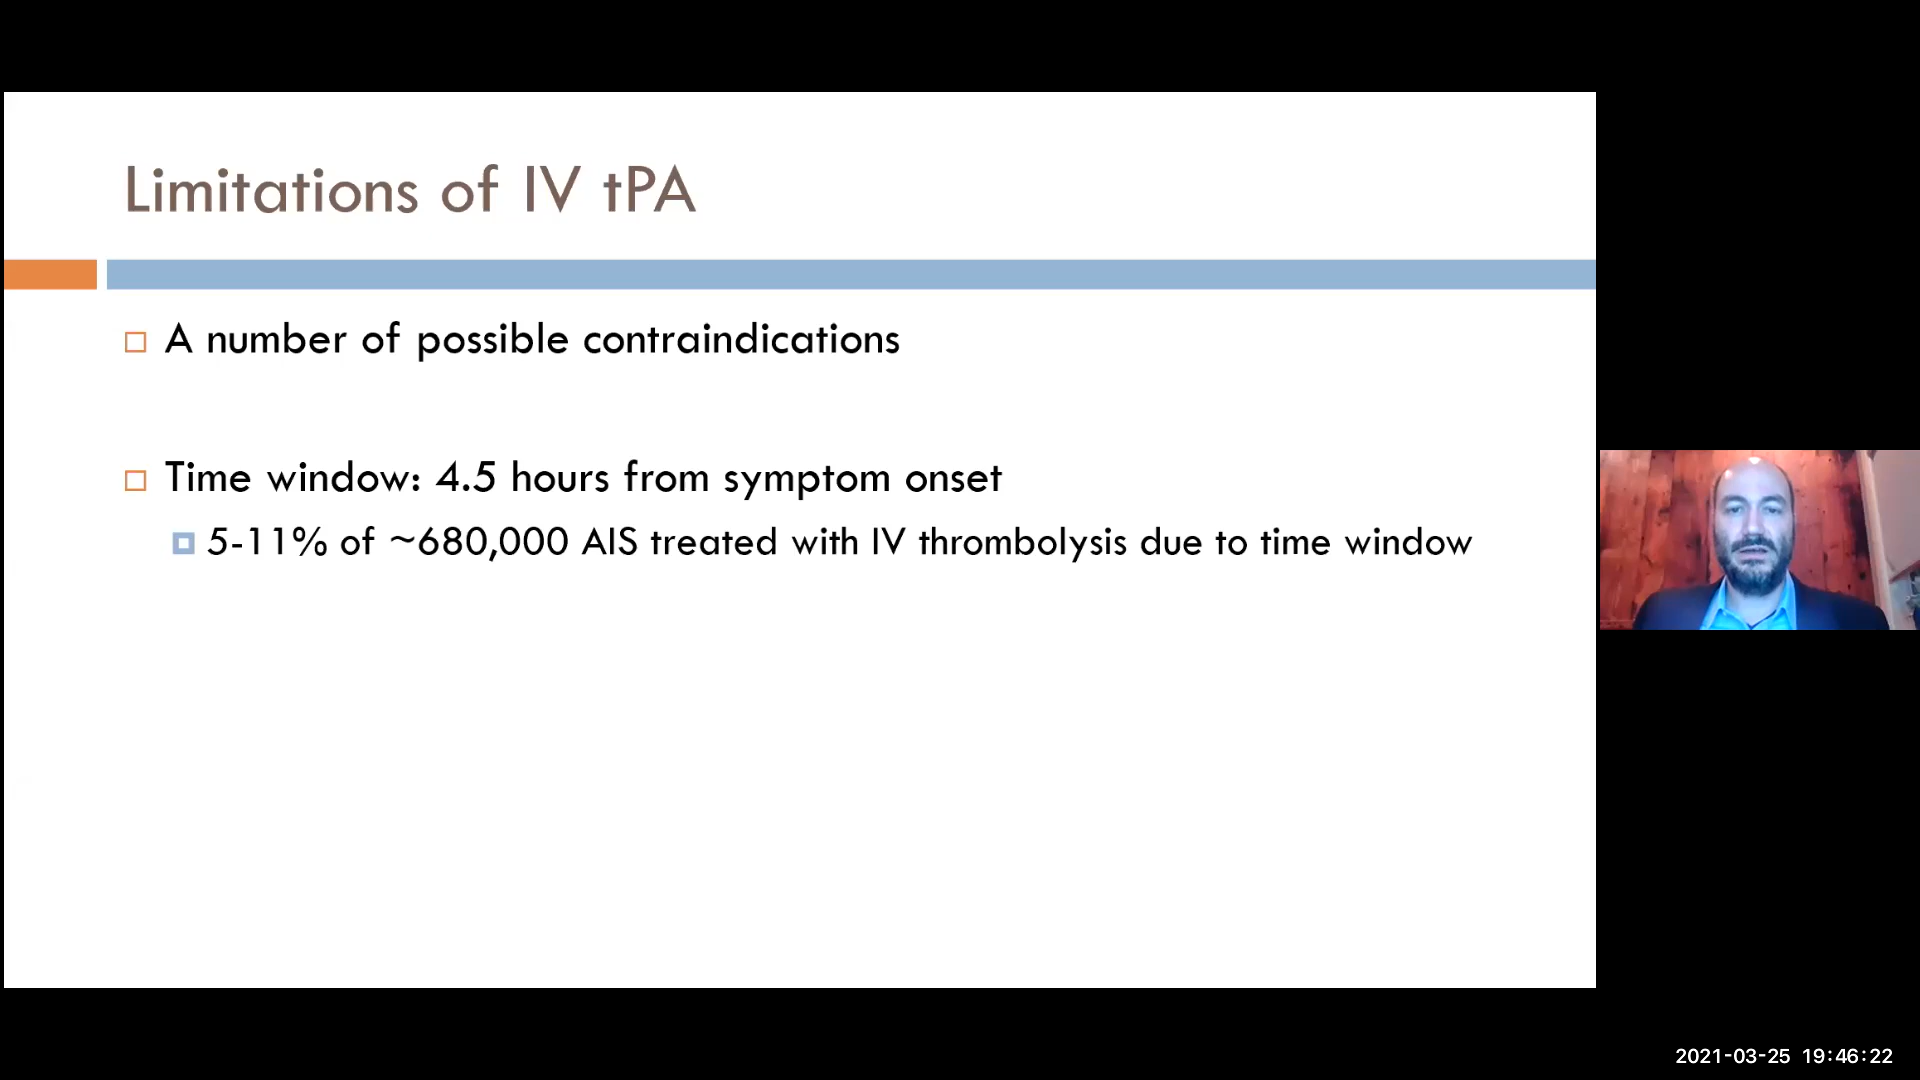 Limitations of IV tPA
A number of possible contraindications
Time window: 4.5 hours from symptom onset
5-11% of ~680,000 AIS treated with IV thrombolysis due to time window
2021-03-25 19:46:22